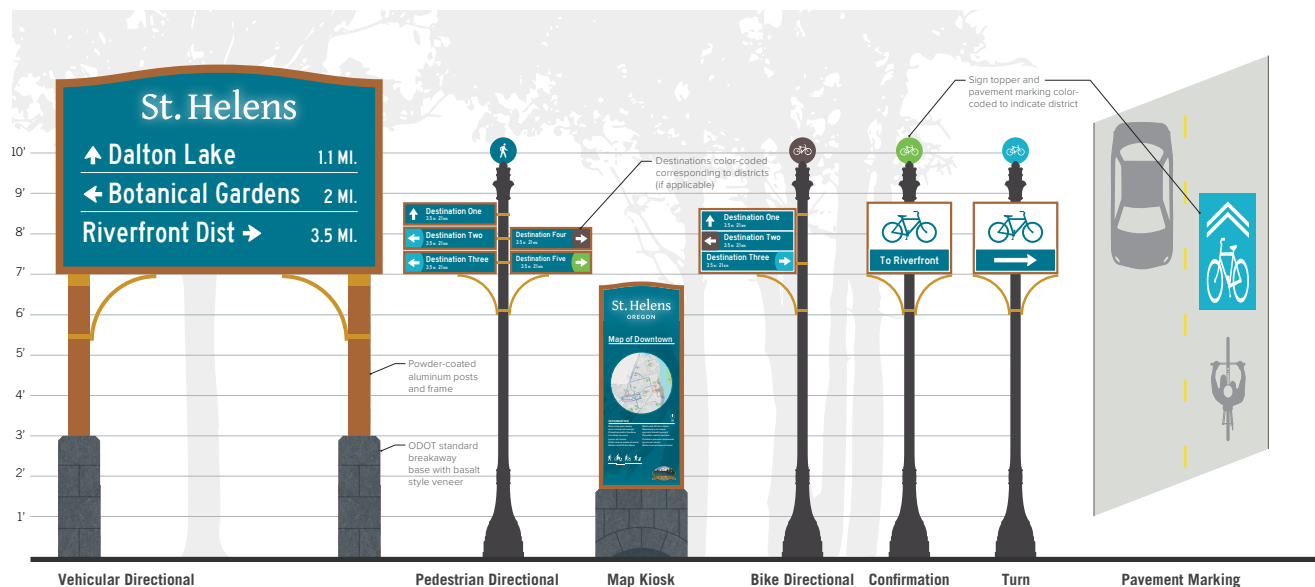 St. Helens
Dalton Lake 1.1 MI.
Botanical Gardens 2 MI.
Riverfront Dist 3.5 MI.
10'
9'
8'
7'
6'
5'
4'
3'
2'
1'
Powder-coated
aluminum posts
and frame
ODOT standard
breakaway
base with basalt
style veneer
Destination One
Destination Two
Destination Three
Destination Four
Destination Five
Destinations color-coded
corresponding to districts
(if applicable)
St. Helens
OREGON
Map of Downtown
Destination One
Destination Two
Destination Three
To Riverfront
Sign topper and
pavement marking color-
coded to indicate district
Vehicular Directional
Pedestrian Directional
Map Kiosk
Bike Directional
Confirmation
Turn
Pavement Marking